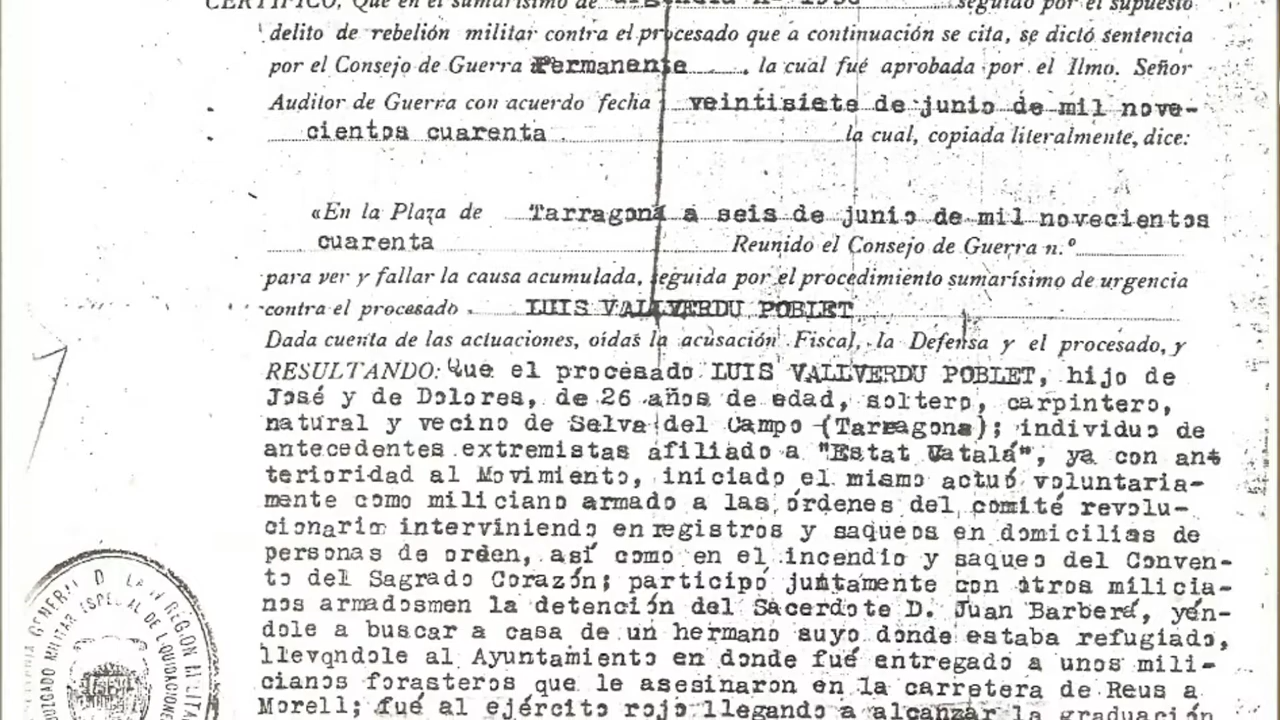 CERTIFICO, Que en el sumarísimo de urgencia nº seguido por el supuesto
delito de rebelión militar contra el procesado que a continuación se cita, se dictó sentencia
por el Consejo de Guerra Permanente , la cual fué aprobada por el Ilmo. Señor
Auditor de Guerra con acuerdo fecha veintisiete de junio de mil nove-
cientos cuarenta la cual, copiada literalmente, dice:
«En la Plaza de Tarragona a seis de junio de mil novecientos
cuarenta Reunido el Consejo de Guerra n.º
para ver y fallar la causa acumulada, seguida por el procedimiento sumarísimo de urgencia
contra el procesado LUIS VALLVERDU POBLET
Dada cuenta de las actuaciones, oídas la acusación Fiscal, la Defensa y el procesado, y
RESULTANDO: Que el procesado LUIS VALLVERDU POBLET, hijo de
José y de Dolores, de 26 años de edad, soltero, carpintero,
natural y vecino de Selva del Campo (Tarragona); individuo de
antecedentes extremistas afiliado a "Estat Catalá", ya con ant
terioridad al Movimiento, iniciado el mismo actuó voluntaria-
mente como miliciano armado a las órdenes del comité revolu-
cionario interviniendo en registros y saqueos en domicilias de
personas de orden, así como en el incendio y saqueo del Conven-
to del Sagrado Corazón; participó juntamente con otros milicia-
nos armadosmen la detención del Sacerdote D. Juan Barberá, yén-
dole a buscar a casa de un hermano suyo donde estaba refugiado,
llevqndole al Ayuntamiento en donde fué entregado a unos mili-
cianos forasteros que le asesinaron en la carretera de Reus a
Morell; fué al ejército rojo llegando a alcanzar la graduación